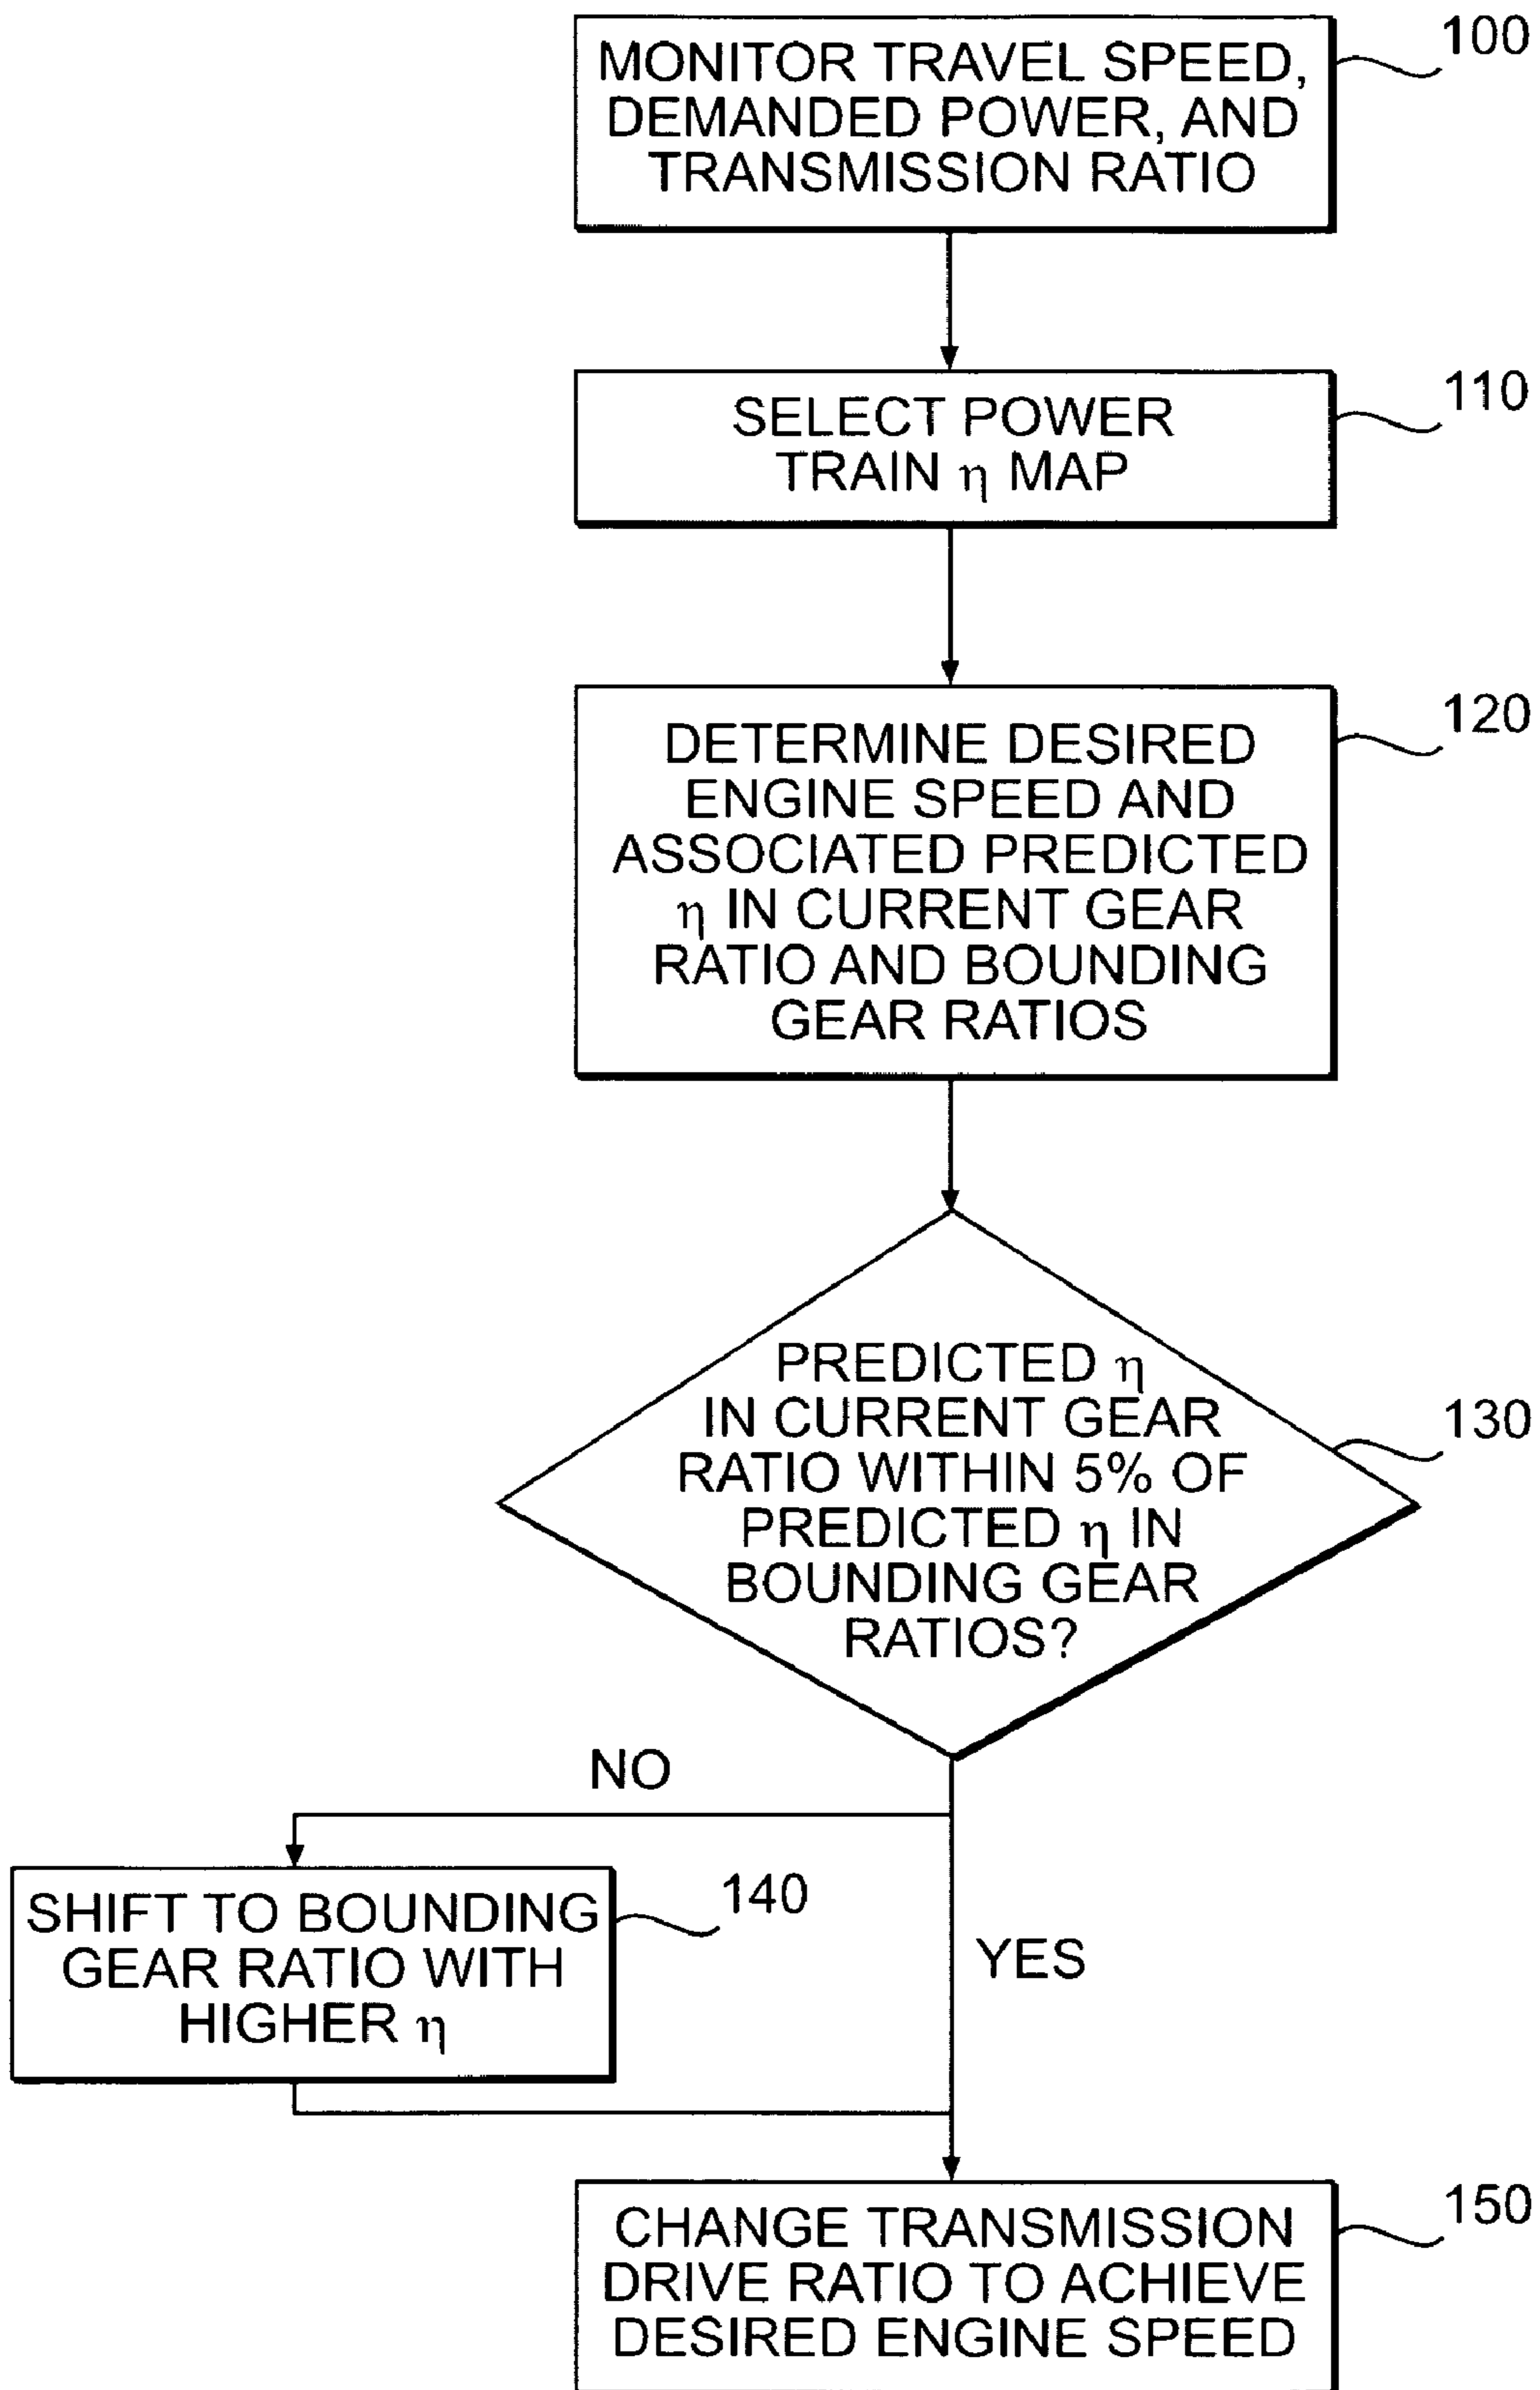 MONITOR TRAVEL SPEED,
DEMANDED POWER, AND
TRANSMISSION RATIO
100
SELECT POWER
TRAIN η MAP
110
DETERMINE DESIRED
ENGINE SPEED AND
ASSOCIATED PREDICTED
η IN CURRENT GEAR
RATIO AND BOUNDING
GEAR RATIOS
120
PREDICTED η
IN CURRENT GEAR
RATIO WITHIN 5% OF
PREDICTED η IN
BOUNDING GEAR
RATIOS?
130
NO
SHIFT TO BOUNDING
GEAR RATIO WITH
HIGHER η
140
YES
CHANGE TRANSMISSION
DRIVE RATIO TO ACHIEVE
DESIRED ENGINE SPEED
150